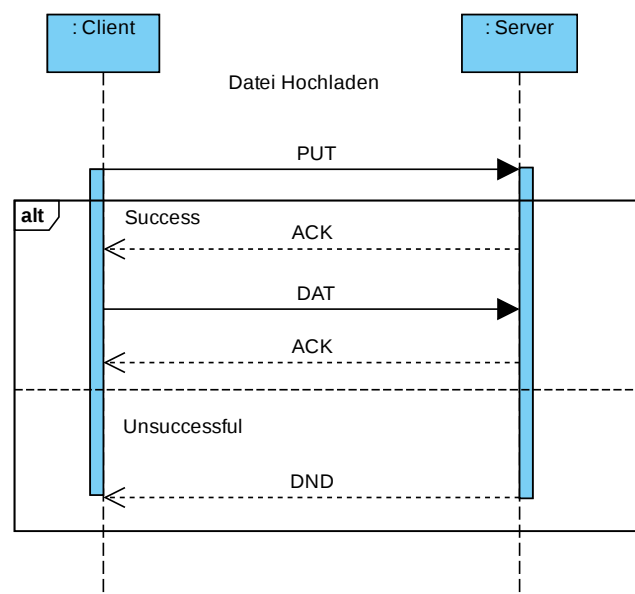 : Client
: Server
Datei Hochladen
PUT
alt
Success
ACK
DAT
ACK
Unsuccessful
DND